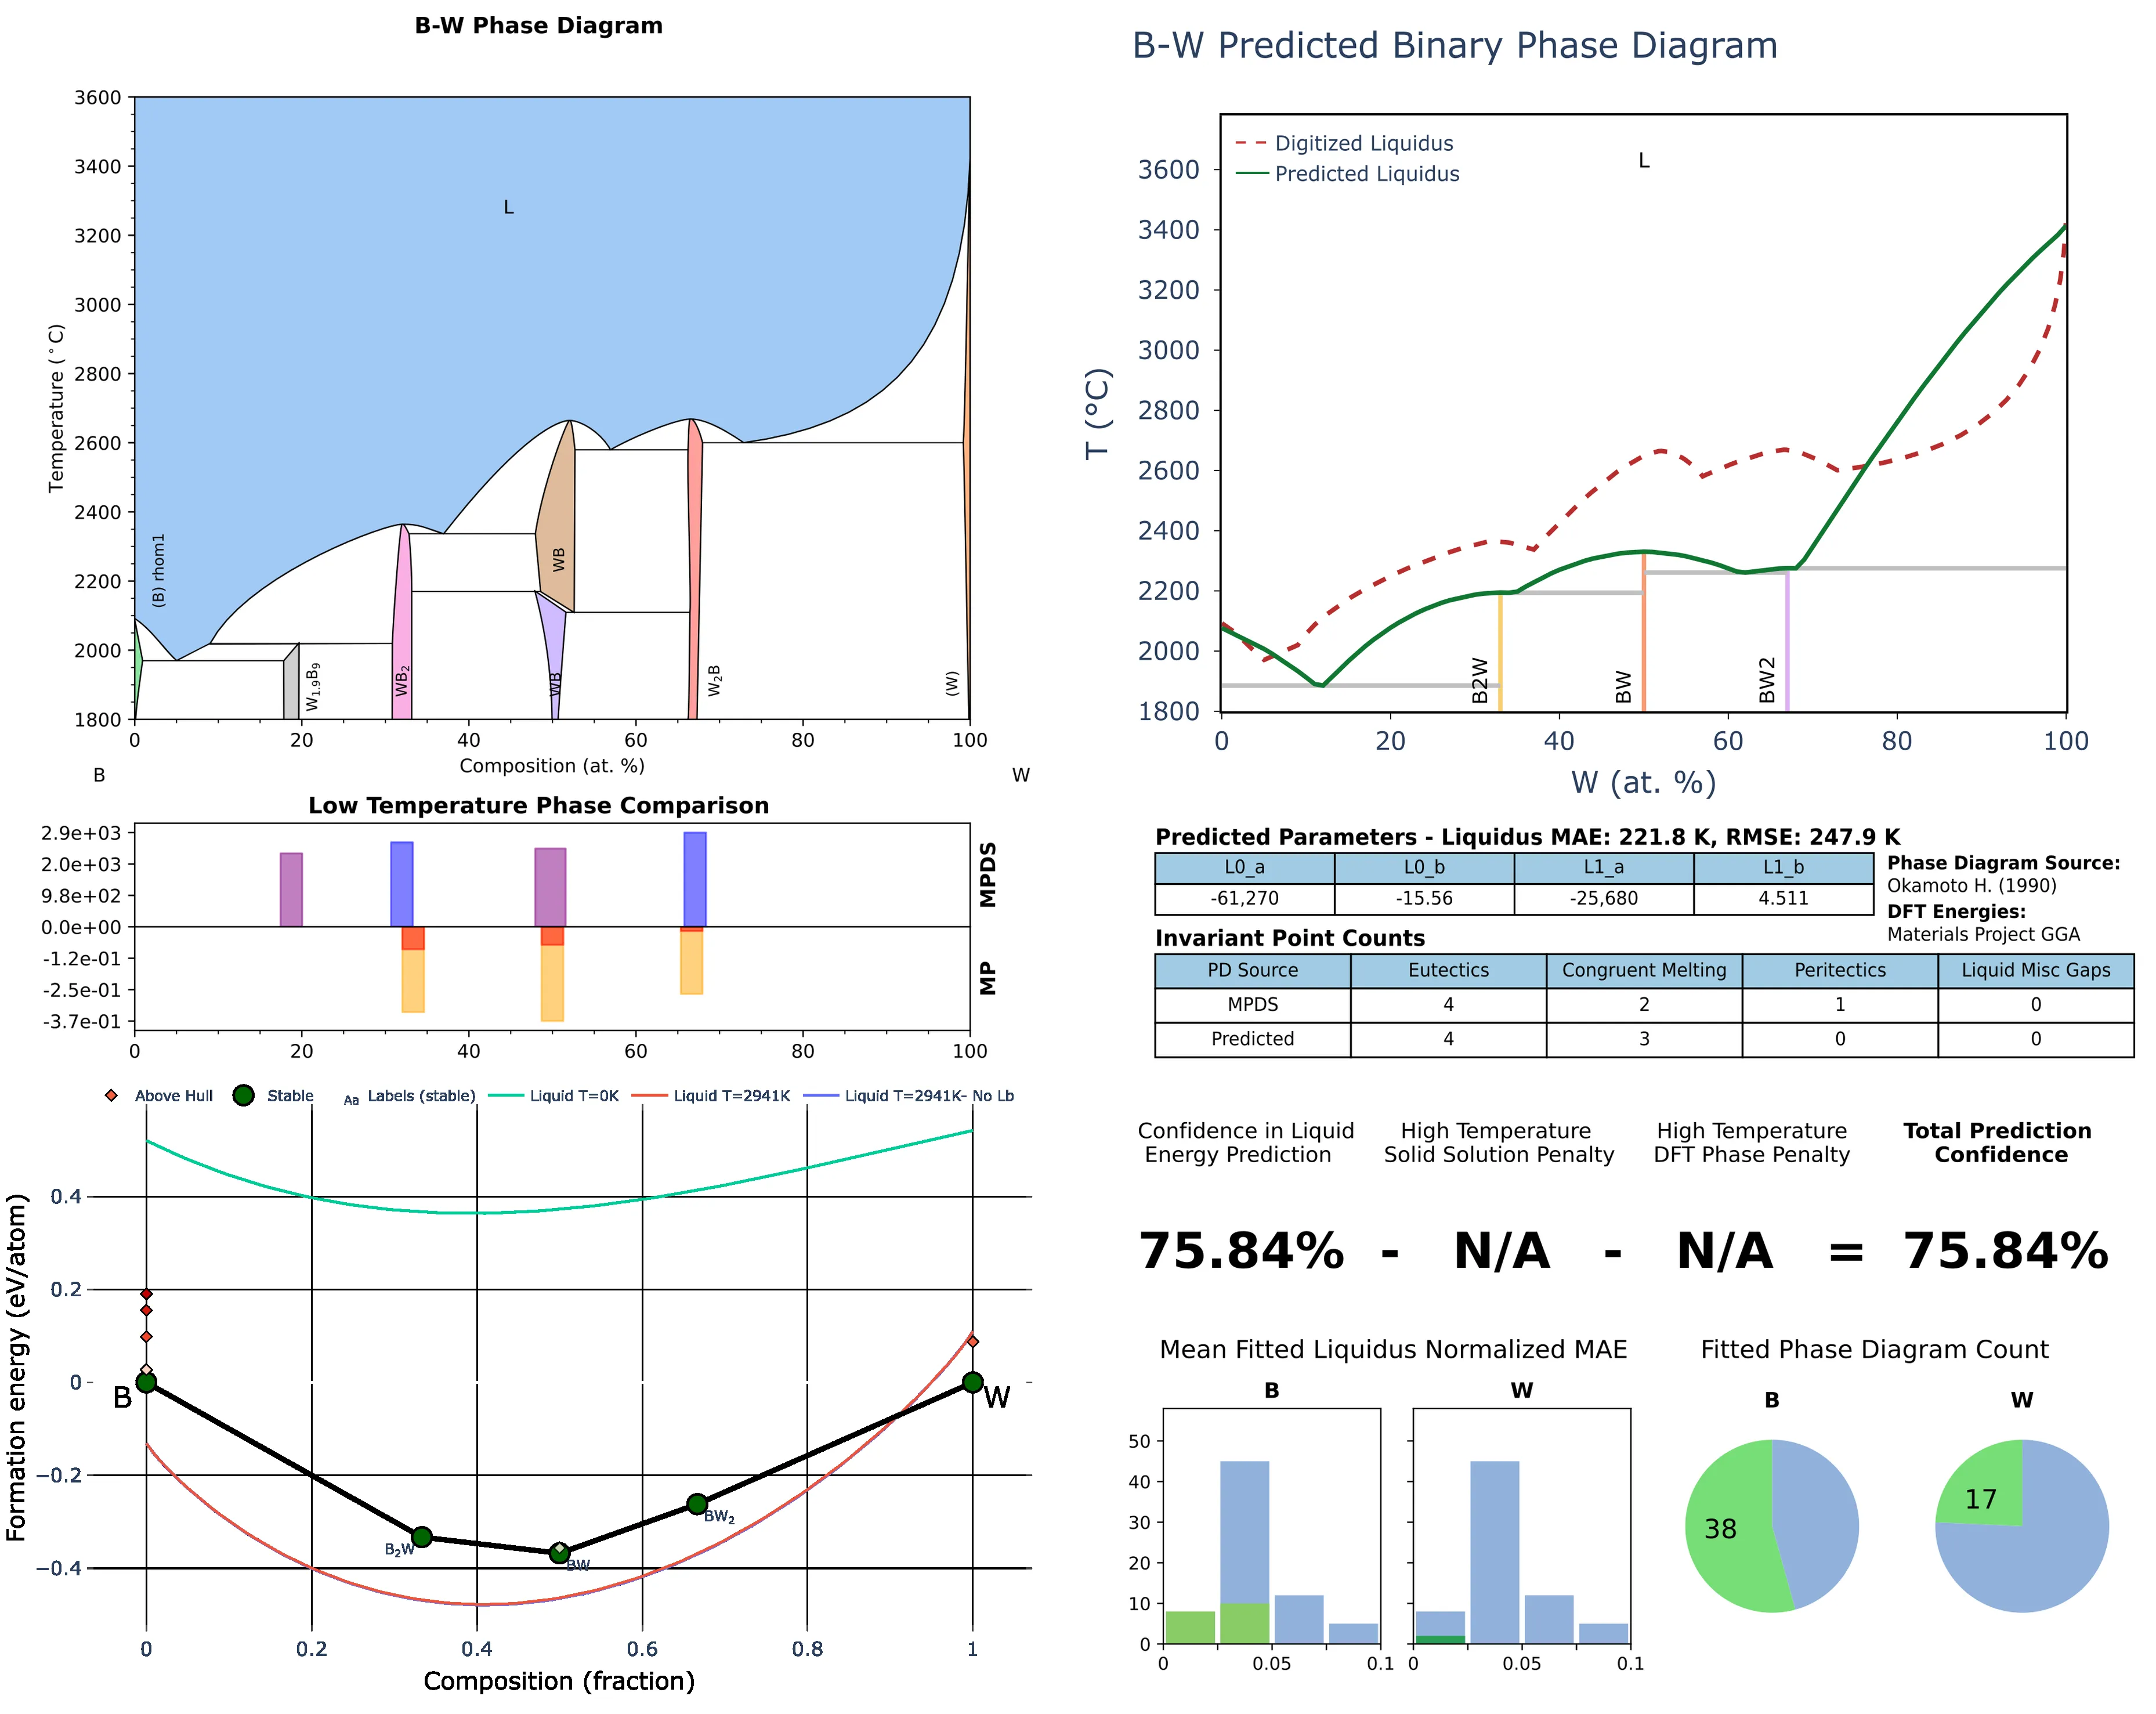 B-W Phase Diagram
3600
3400
3200
3000
2800
2600
2400
2200
2000
1800
Temperature (°C)
L
(B) rhom1
W1.9B9
WB2
WB
WB
W2B
(W)
0 20 40 60 80 100
Composition (at. %)
B W
Low Temperature Phase Comparison
2.9e+03
2.0e+03
9.8e+02
0.0e+00
-1.2e-01
-2.5e-01
-3.7e-01
MPDS
MP
0 20 40 60 80 100
Above Hull Stable Aa Labels (stable) Liquid T=0K Liquid T=2941K Liquid T=2941K- No Lb
Formation energy (eV/atom)
0.4
0.2
0
−0.2
−0.4
B
B2W
BW
BW2
W
0 0.2 0.4 0.6 0.8 1
Composition (fraction)
B-W Predicted Binary Phase Diagram
Digitized Liquidus
Predicted Liquidus
L
T (°C)
3600
3400
3200
3000
2800
2600
2400
2200
2000
1800
B2W
BW
BW2
0 20 40 60 80 100
W (at. %)
Predicted Parameters - Liquidus MAE: 221.8 K, RMSE: 247.9 K
L0_a L0_b L1_a L1_b
-61,270 -15.56 -25,680 4.511
Phase Diagram Source:
Okamoto H. (1990)
DFT Energies:
Materials Project GGA
Invariant Point Counts
PD Source Eutectics Congruent Melting Peritectics Liquid Misc Gaps
MPDS 4 2 1 0
Predicted 4 3 0 0
Confidence in Liquid
Energy Prediction
High Temperature
Solid Solution Penalty
High Temperature
DFT Phase Penalty
Total Prediction
Confidence
75.84% - N/A - N/A = 75.84%
Mean Fitted Liquidus Normalized MAE
B W
50
40
30
20
10
0
0 0.05 0.1
0 0.05 0.1
Fitted Phase Diagram Count
B W
38
17